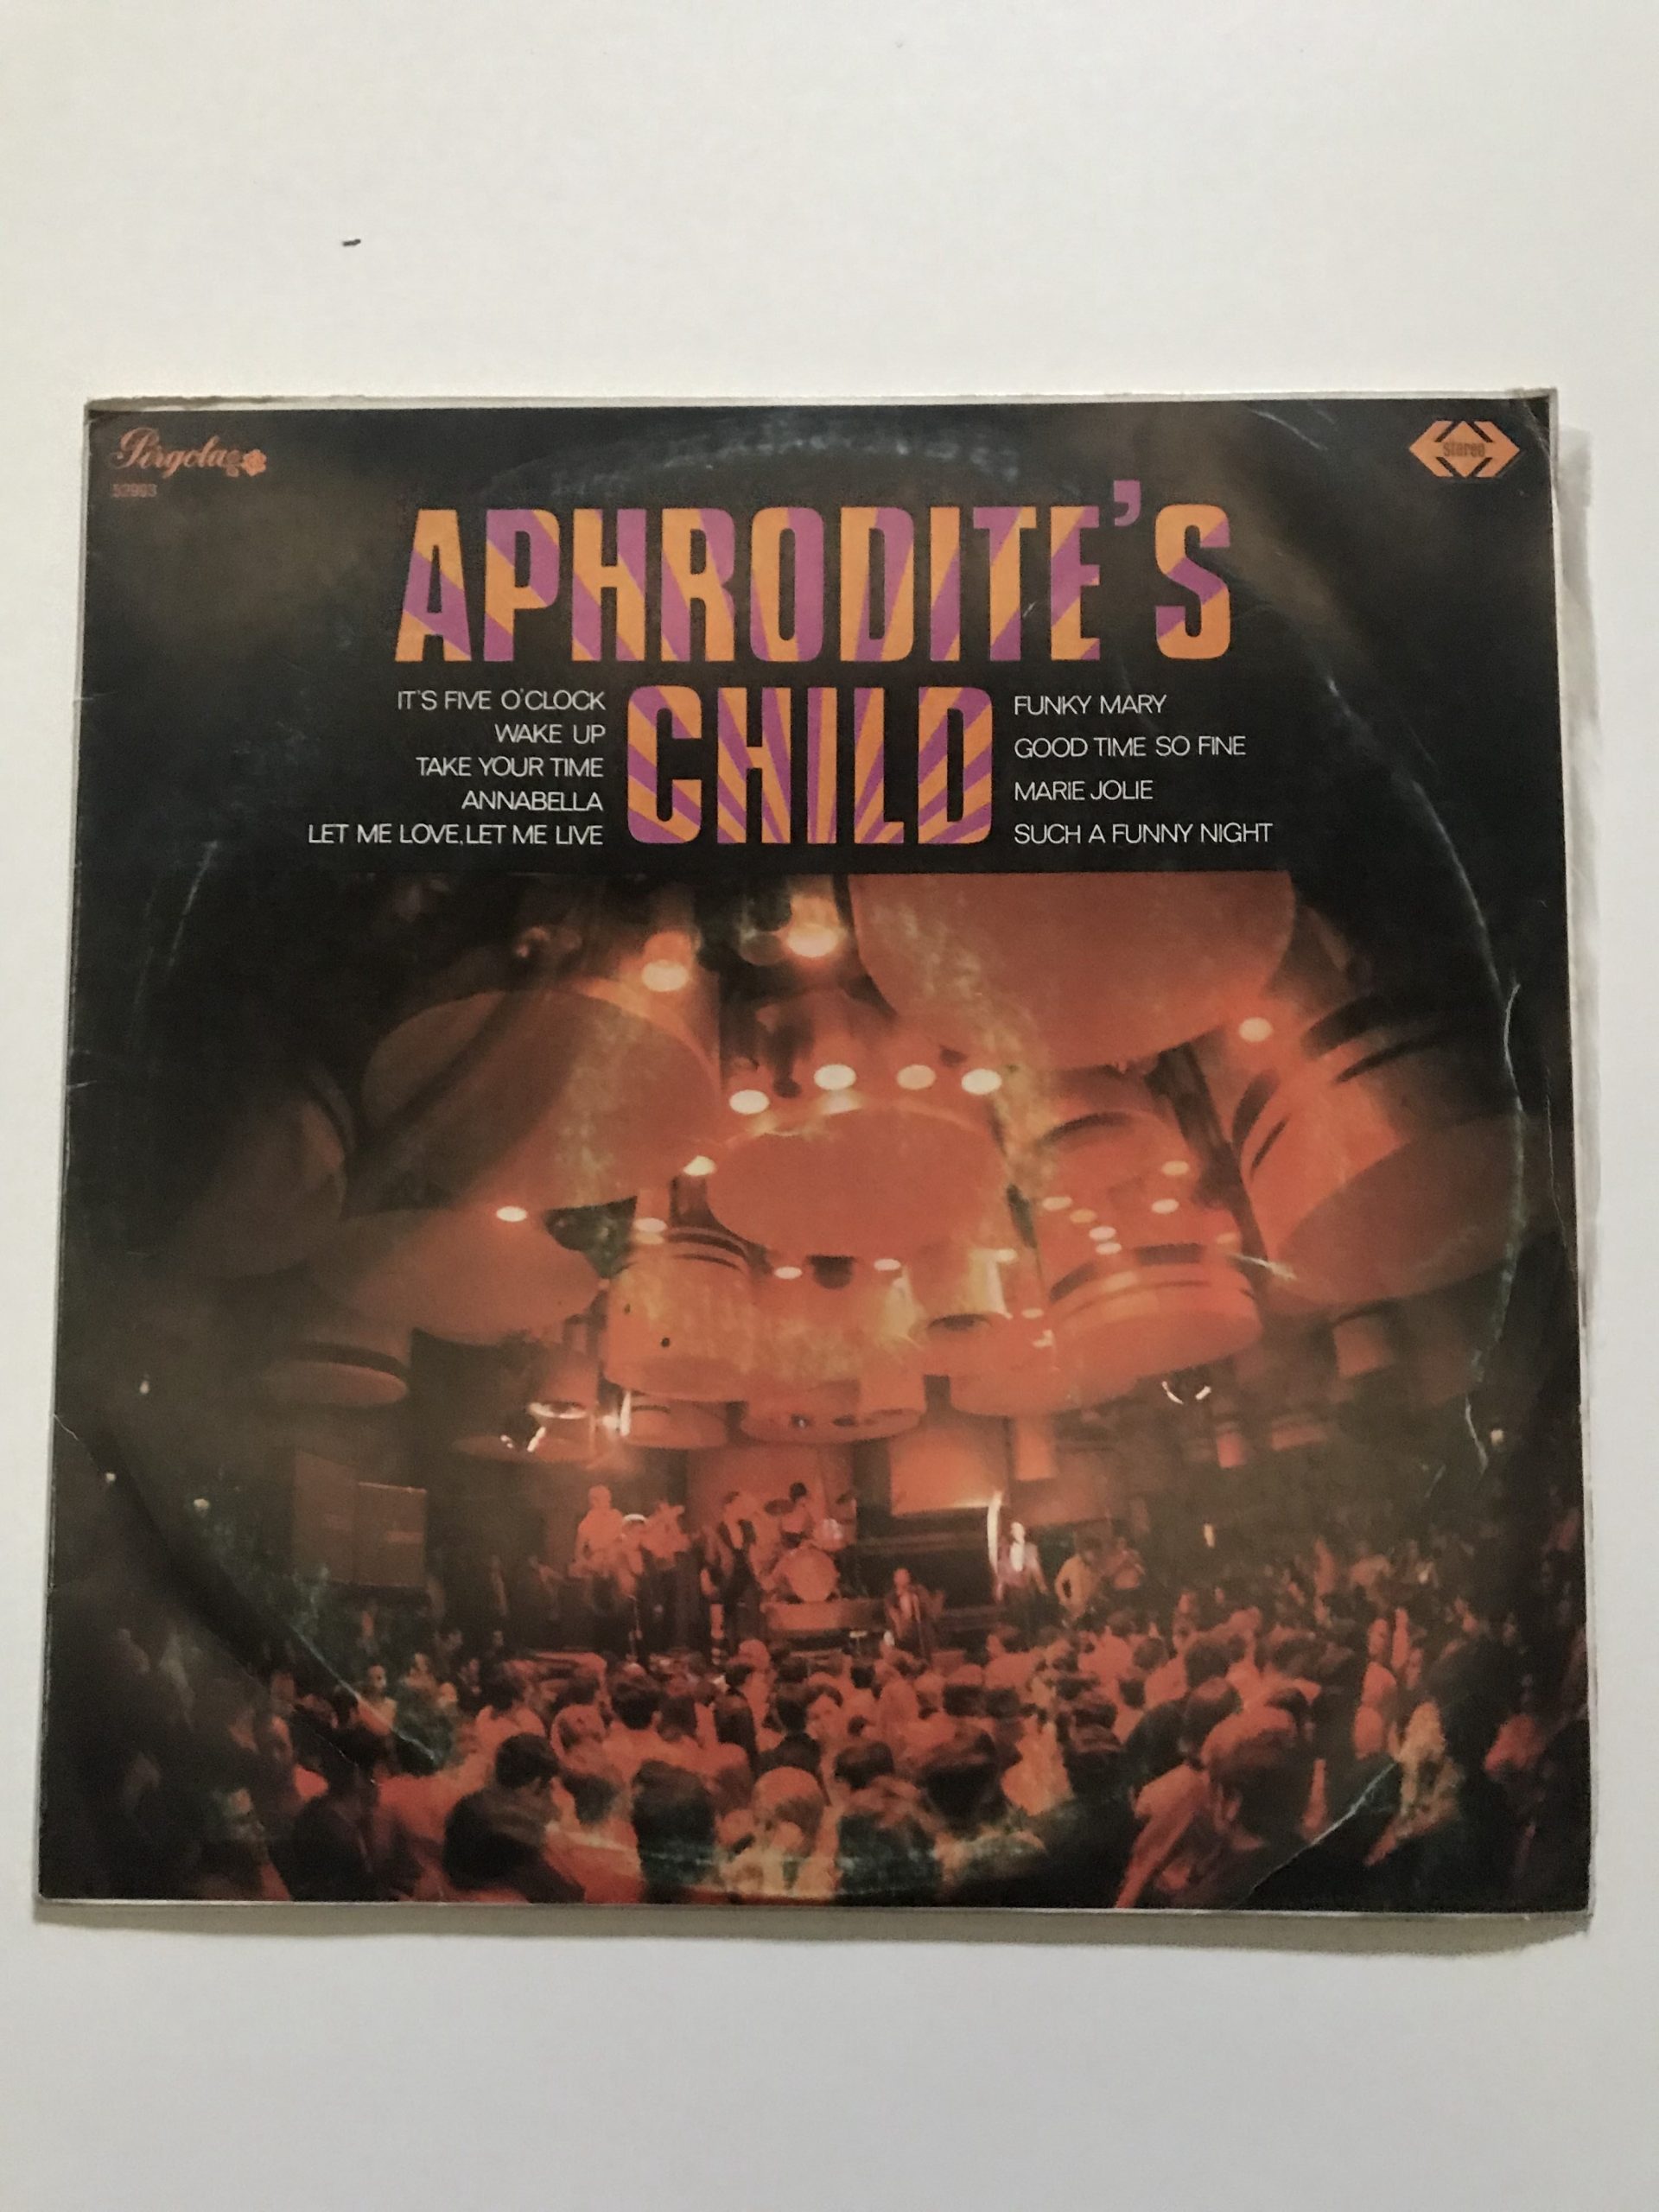 Pergola
stereo
APHRODITE'S
CHILD
IT'S FIVE O'CLOCK
WAKE UP
TAKE YOUR TIME
ANNABELLA
LET ME LOVE, LET ME LIVE
FUNKY MARY
GOOD TIME SO FINE
MARIE JOLIE
SUCH A FUNNY NIGHT